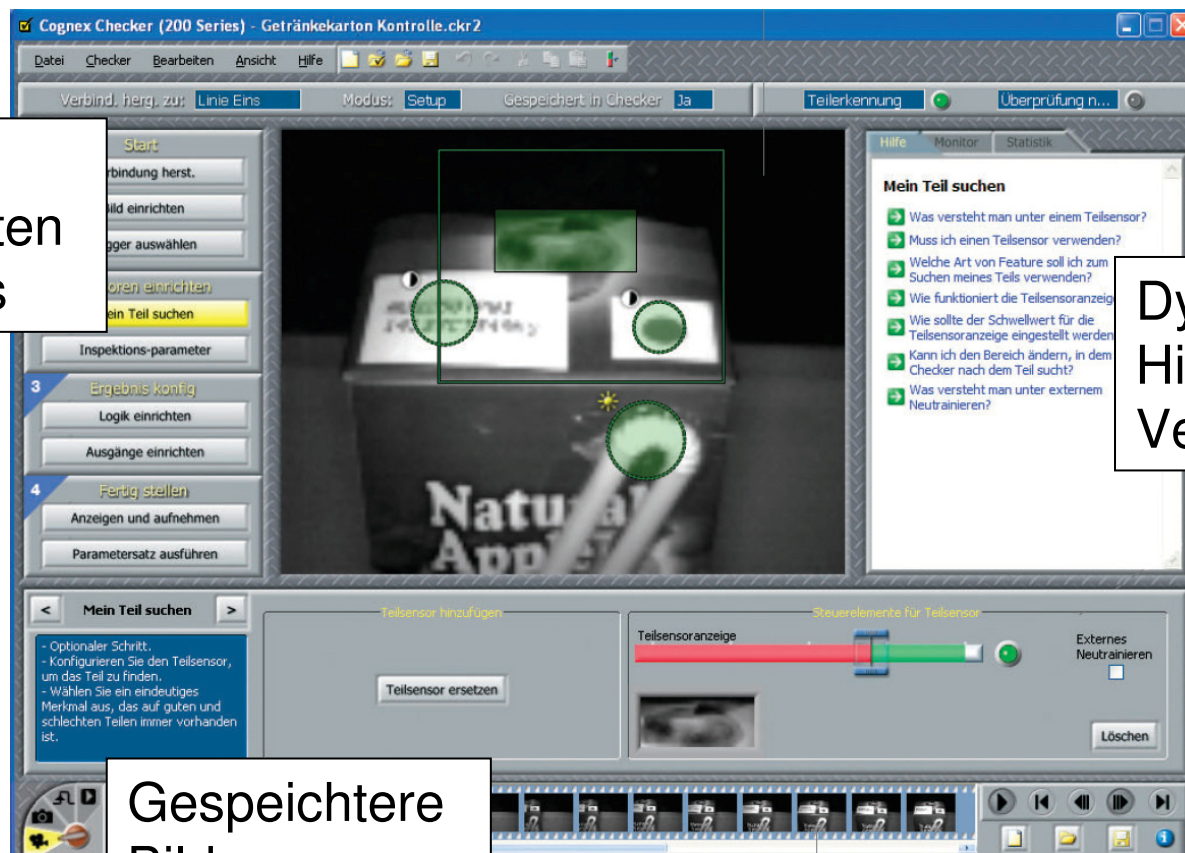 Cognex Checker (200 Series) - Getränkekarton Kontrolle.ckr2
Datei Checker Bearbeiten Ansicht Hilfe
Verbind. herg. zu: Linie Eins Modus: Setup Gespeichert in Checker Ja Teilerkennung Überprüfung n...
Start
rbindung herst.
ild einrichten
gger auswählen
ten
s
oren einrichten
ein Teil suchen
Inspektions-parameter
3 Ergebnis konfig
Logik einrichten
Ausgänge einrichten
4 Fertig stellen
Anzeigen und aufnehmen
Parametersatz ausführen
Natural
Apple
Hilfe Monitor Statistik
Mein Teil suchen
Was versteht man unter einem Teilsensor?
Muss ich einen Teilsensor verwenden?
Welche Art von Feature soll ich zum
Suchen meines Teils verwenden?
Wie funktioniert die Teilsensoranzeig
Wie sollte der Schwellwert für die
Teilsensoranzeige eingestellt werden
Kann ich den Bereich ändern, in dem
Checker nach dem Teil sucht?
Was versteht man unter externem
Neutrainieren?
Dy
Hi
Ve
< Mein Teil suchen >
- Optionaler Schritt.
- Konfigurieren Sie den Teilsensor,
um das Teil zu finden.
- Wählen Sie ein eindeutiges
Merkmal aus, das auf guten und
schlechten Teilen immer vorhanden
ist.
Teilsensor hinzufügen
Teilsensor ersetzen
Steuerelemente für Teilsensor
Teilsensoranzeige
Externes
Neutrainieren
Löschen
Gespeichtere
Bild